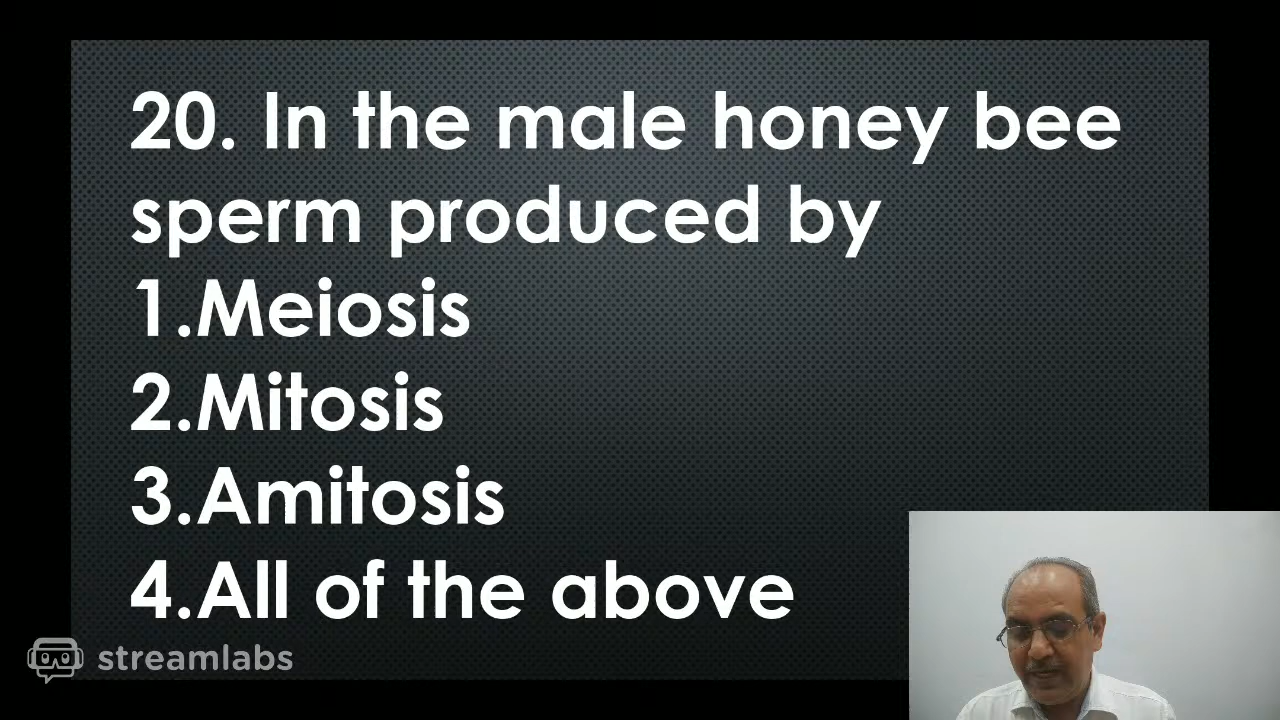 20. In the male honey bee
sperm produced by
1.Meiosis
2.Mitosis
3.Amitosis
4.All of the above
streamlabs